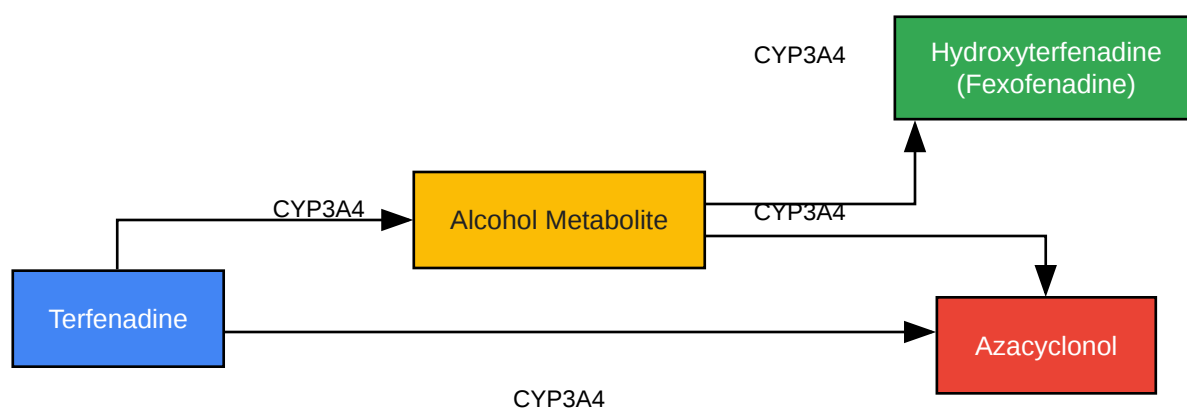 CYP3A4
Hydroxyterfenadine
(Fexofenadine)
CYP3A4
Alcohol Metabolite
CYP3A4
Terfenadine
Azacyclonol
CYP3A4